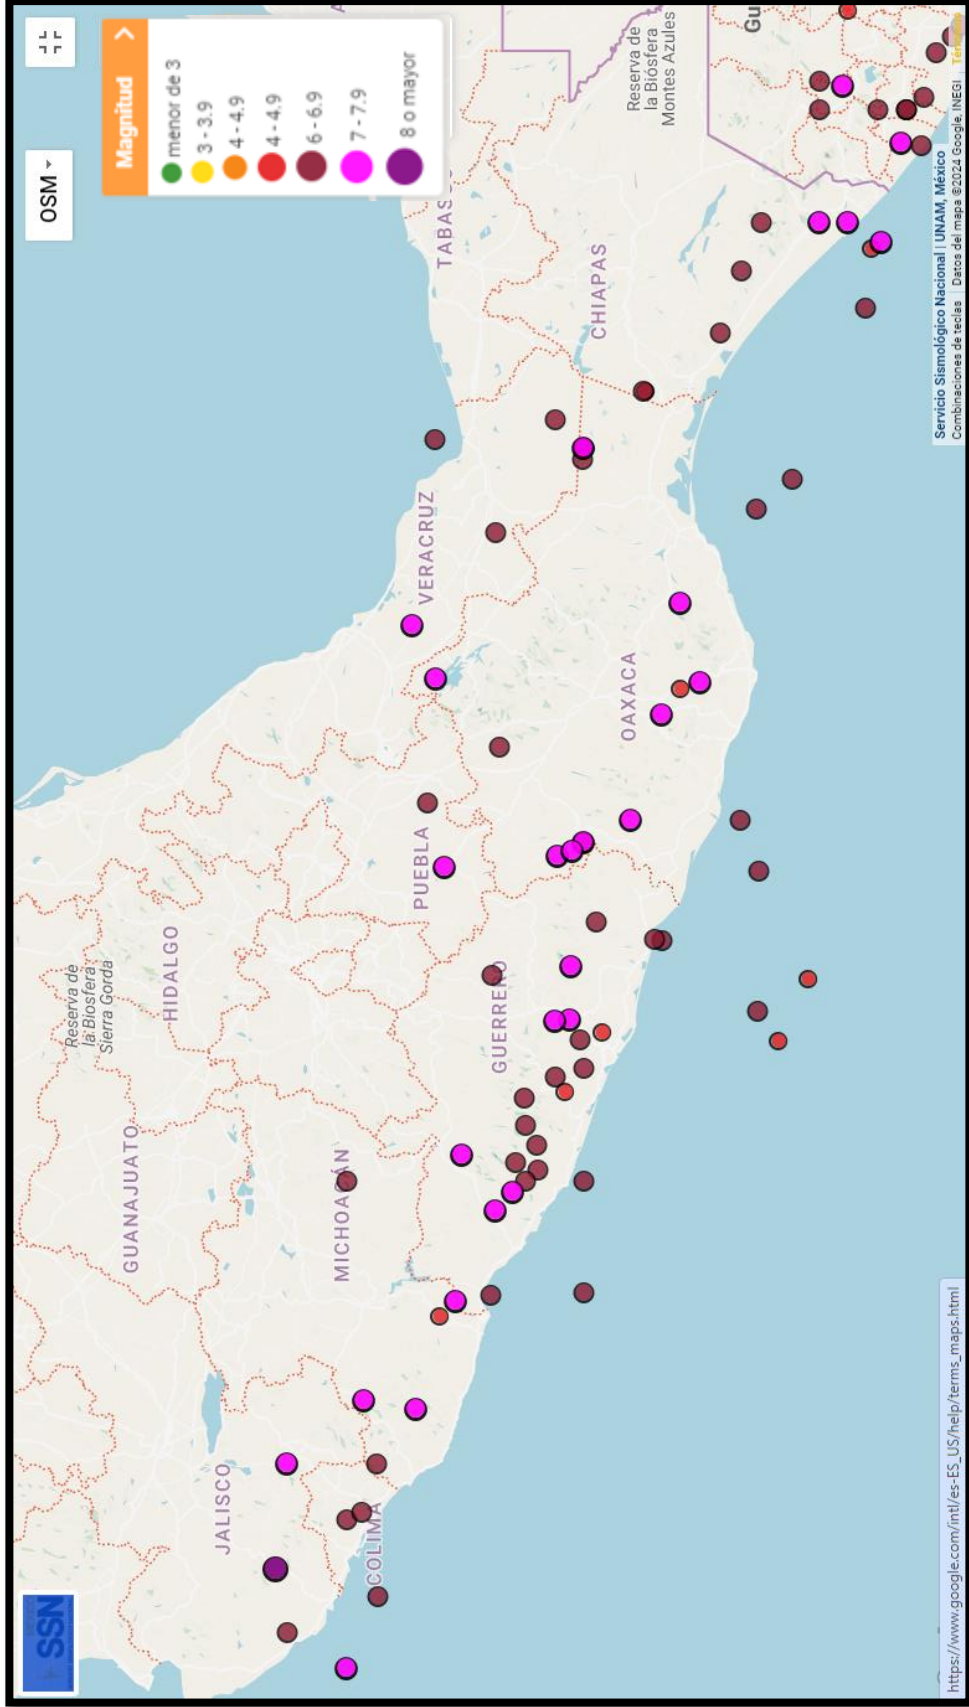 SSN
OSM
Magnitud
menor de 3
3 - 3.9
4 - 4.9
4 - 4.9
6 - 6.9
7 - 7.9
8 o mayor
Reserva de
la Biosfera
Sierra Gorda
GUANAJUATO
HIDALGO
JALISCO
COLIMA
MICHOACÁN
GUERRERO
PUEBLA
VERACRUZ
OAXACA
TABASC
CHIAPAS
Reserva de
la Biósfera
Montes Azules
Gu
Servicio Sismológico Nacional | UNAM, México
Combinaciones de teclas
Datos del mapa ©2024 Google, INEGI
https://www.google.com/intl/es-ES_US/help/terms_maps.html